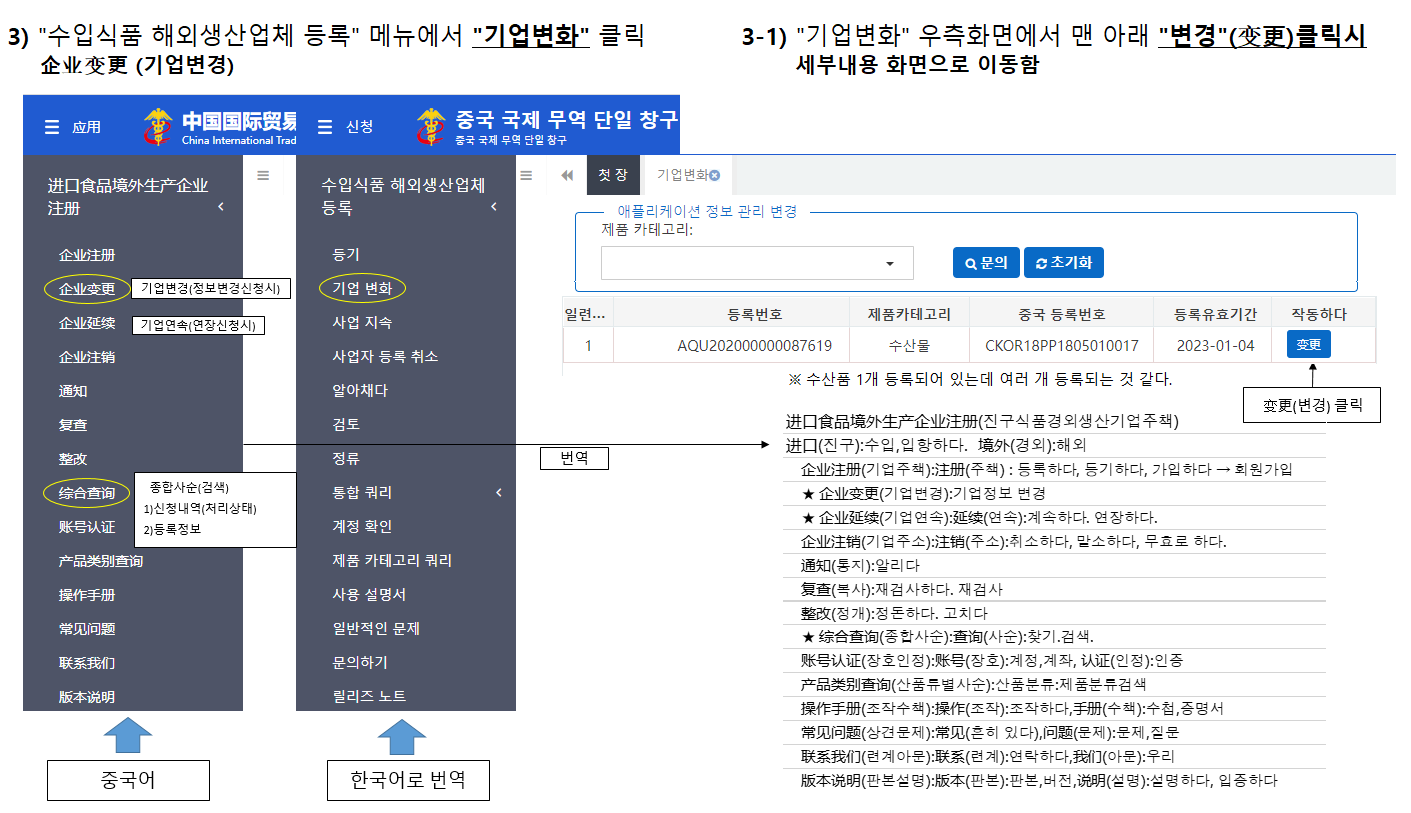 3) "수입식품 해외생산업체 등록" 메뉴에서 "기업변화" 클릭
企业变更 (기업변경)
3-1) "기업변화" 우측화면에서 맨 아래 "변경"(变更)클릭시
세부내용 화면으로 이동함
应用
中国国际贸易
China International Trad
进口食品境外生产企业
注册
企业注册
企业变更
기업변경(정보변경신청시)
企业延续
기업연속(연장신청시)
企业注销
通知
复查
整改
综合查询
종합사순(검색)
1)신청내역(처리상태)
2)등록정보
账号认证
产品类别查询
操作手册
常见问题
联系我们
版本说明
중국어
신청
중국 국제 무역 단일 창구
중국 국제 무역 단일 창구
수입식품 해외생산업체
등록
등기
기업 변화
사업 지속
사업자 등록 취소
알아채다
검토
정류
통합 쿼리
계정 확인
제품 카테고리 쿼리
사용 설명서
일반적인 문제
문의하기
릴리즈 노트
한국어로 번역
첫 장
기업변화
애플리케이션 정보 관리 변경
제품 카테고리:
문의
초기화
일련... 등록번호 제품카테고리 중국 등록번호 등록유효기간 작동하다
1 AQU202000000087619 수산물 CKOR18PP1805010017 2023-01-04 变更
※ 수산품 1개 등록되어 있는데 여러 개 등록되는 것 같다.
变更(변경) 클릭
번역
进口食品境外生产企业注册(진구식품경외생산기업주책)
进口(진구):수입,입항하다. 境外(경외):해외
企业注册(기업주책):注册(주책) : 등록하다, 등기하다, 가입하다 → 회원가입
★ 企业变更(기업변경):기업정보 변경
★ 企业延续(기업연속):延续(연속):계속하다. 연장하다.
企业注销(기업주소):注销(주소):취소하다, 말소하다, 무효로 하다.
通知(통지):알리다
复查(복사):재검사하다. 재검사
整改(정개):정돈하다. 고치다
★ 综合查询(종합사순):查询(사순):찾기.검색.
账号认证(장호인정):账号(장호):계정,계좌, 认证(인정):인증
产品类别查询(산품류별사순):산품분류:제품분류검색
操作手册(조작수책):操作(조작):조작하다,手册(수책):수첩,증명서
常见问题(상견문제):常见(흔히 있다),问题(문제):문제,질문
联系我们(련계아문):联系(련계):연락하다,我们(아문):우리
版本说明(판본설명):版本(판본):판본,버전,说明(설명):설명하다, 입증하다